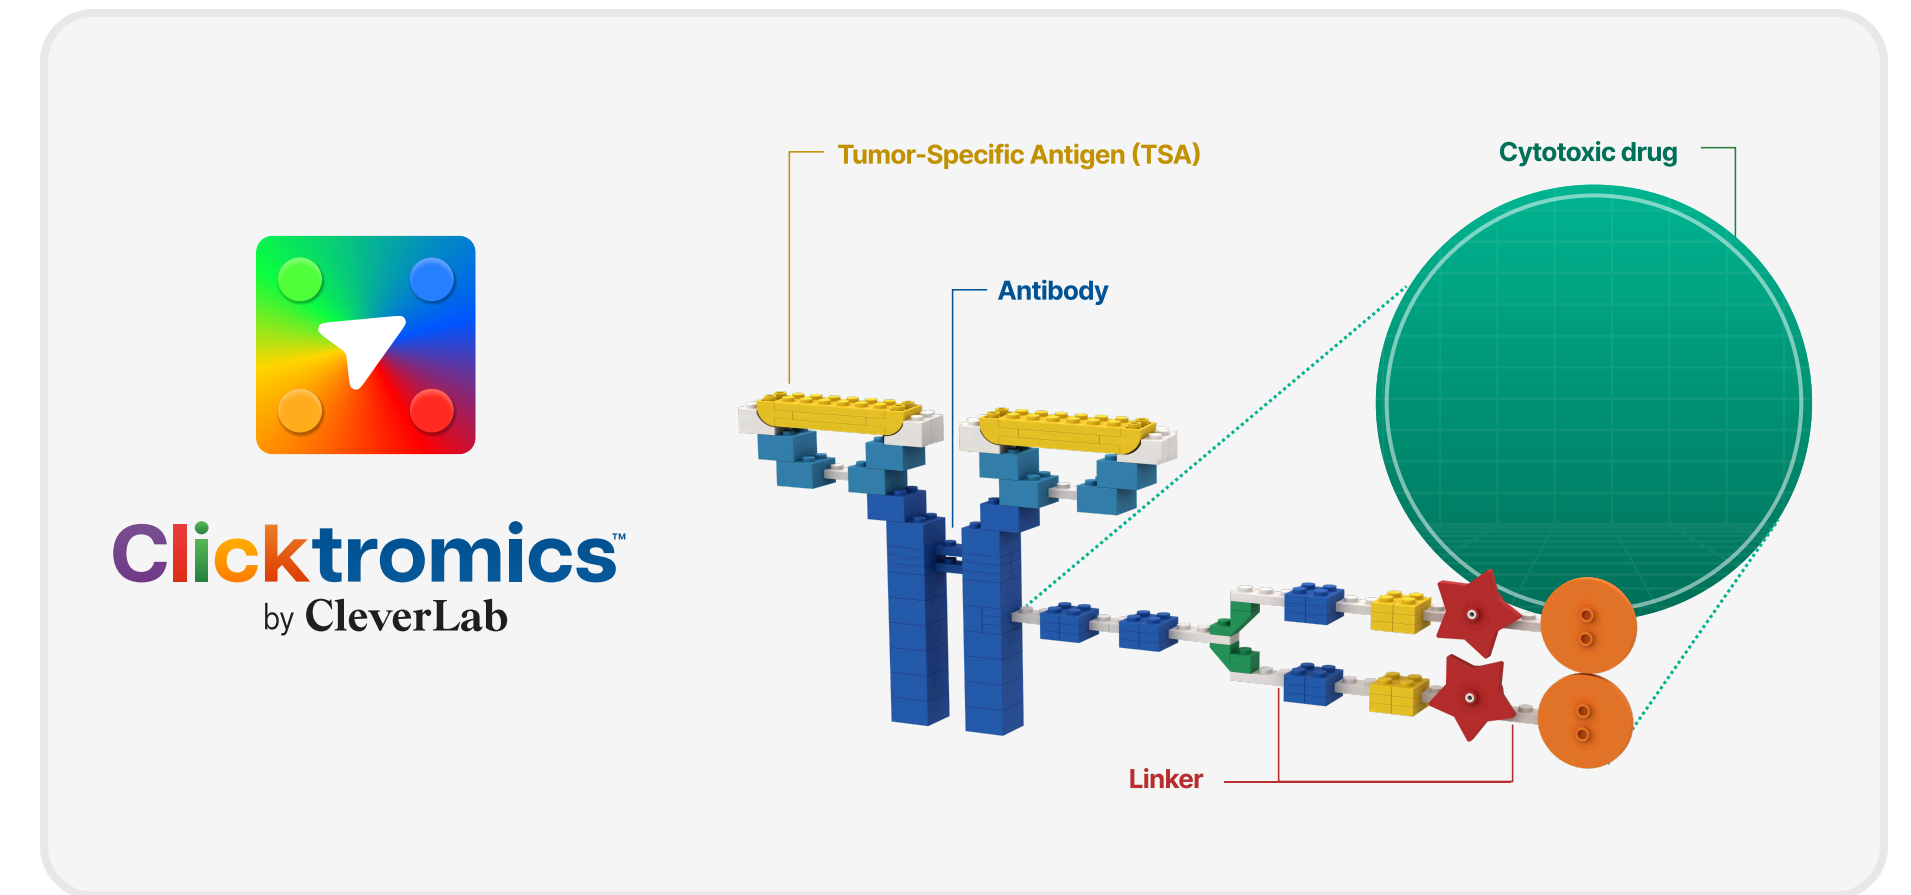 Tumor-Specific Antigen (TSA)
Cytotoxic drug
Antibody
Clicktromics™
by CleverLab
Linker